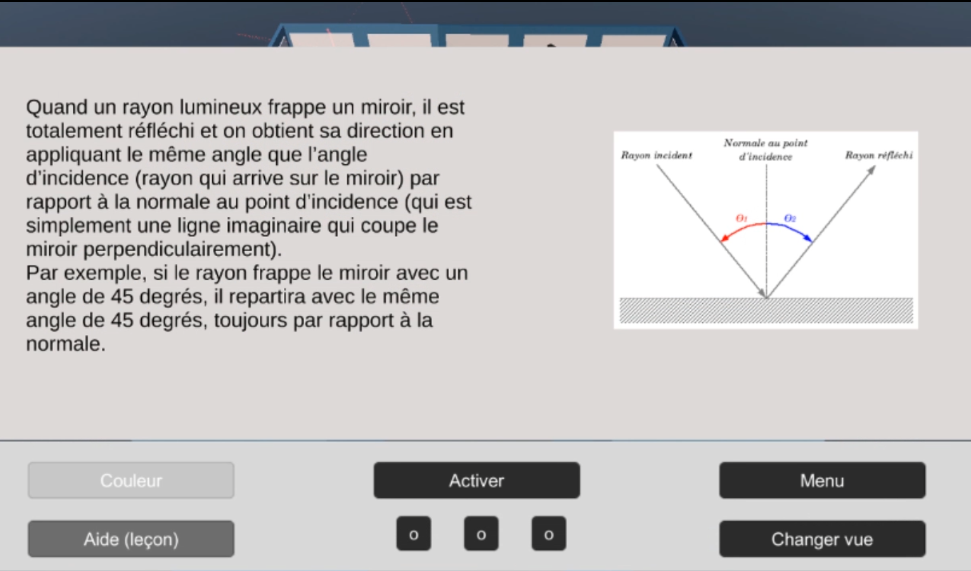 Quand un rayon lumineux frappe un miroir, il est
totalement réfléchi et on obtient sa direction en
appliquant le même angle que l'angle
d'incidence (rayon qui arrive sur le miroir) par
rapport à la normale au point d'incidence (qui est
simplement une ligne imaginaire qui coupe le
miroir perpendiculairement).
Par exemple, si le rayon frappe le miroir avec un
angle de 45 degrés, il repartira avec le même
angle de 45 degrés, toujours par rapport à la
normale.
Rayon incident
Normale au point
d'incidence
Rayon réfléchi
Θ1
Θ2
Couleur
Activer
Menu
Aide (leçon)
o
o
o
Changer vue